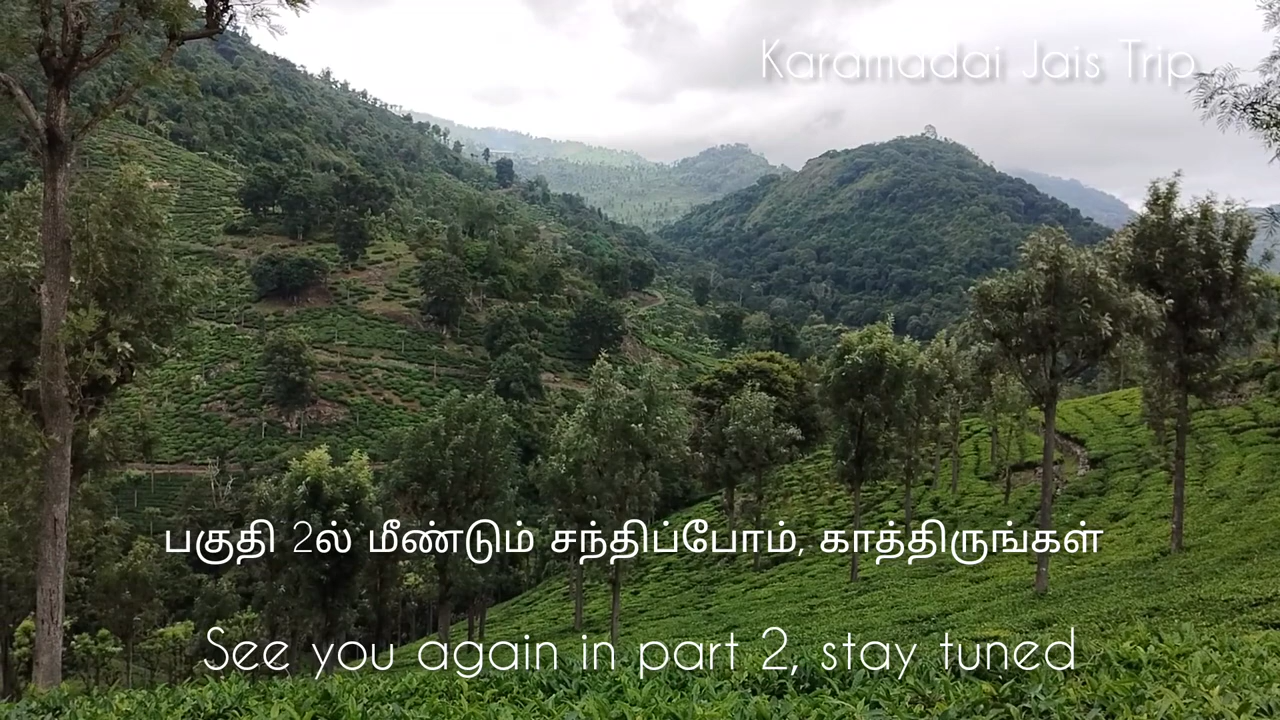 Karamadai Jais Trip
பகுதி 2ல் மீண்டும் சந்திப்போம், காத்திருங்கள்
See you again in part 2, stay tuned